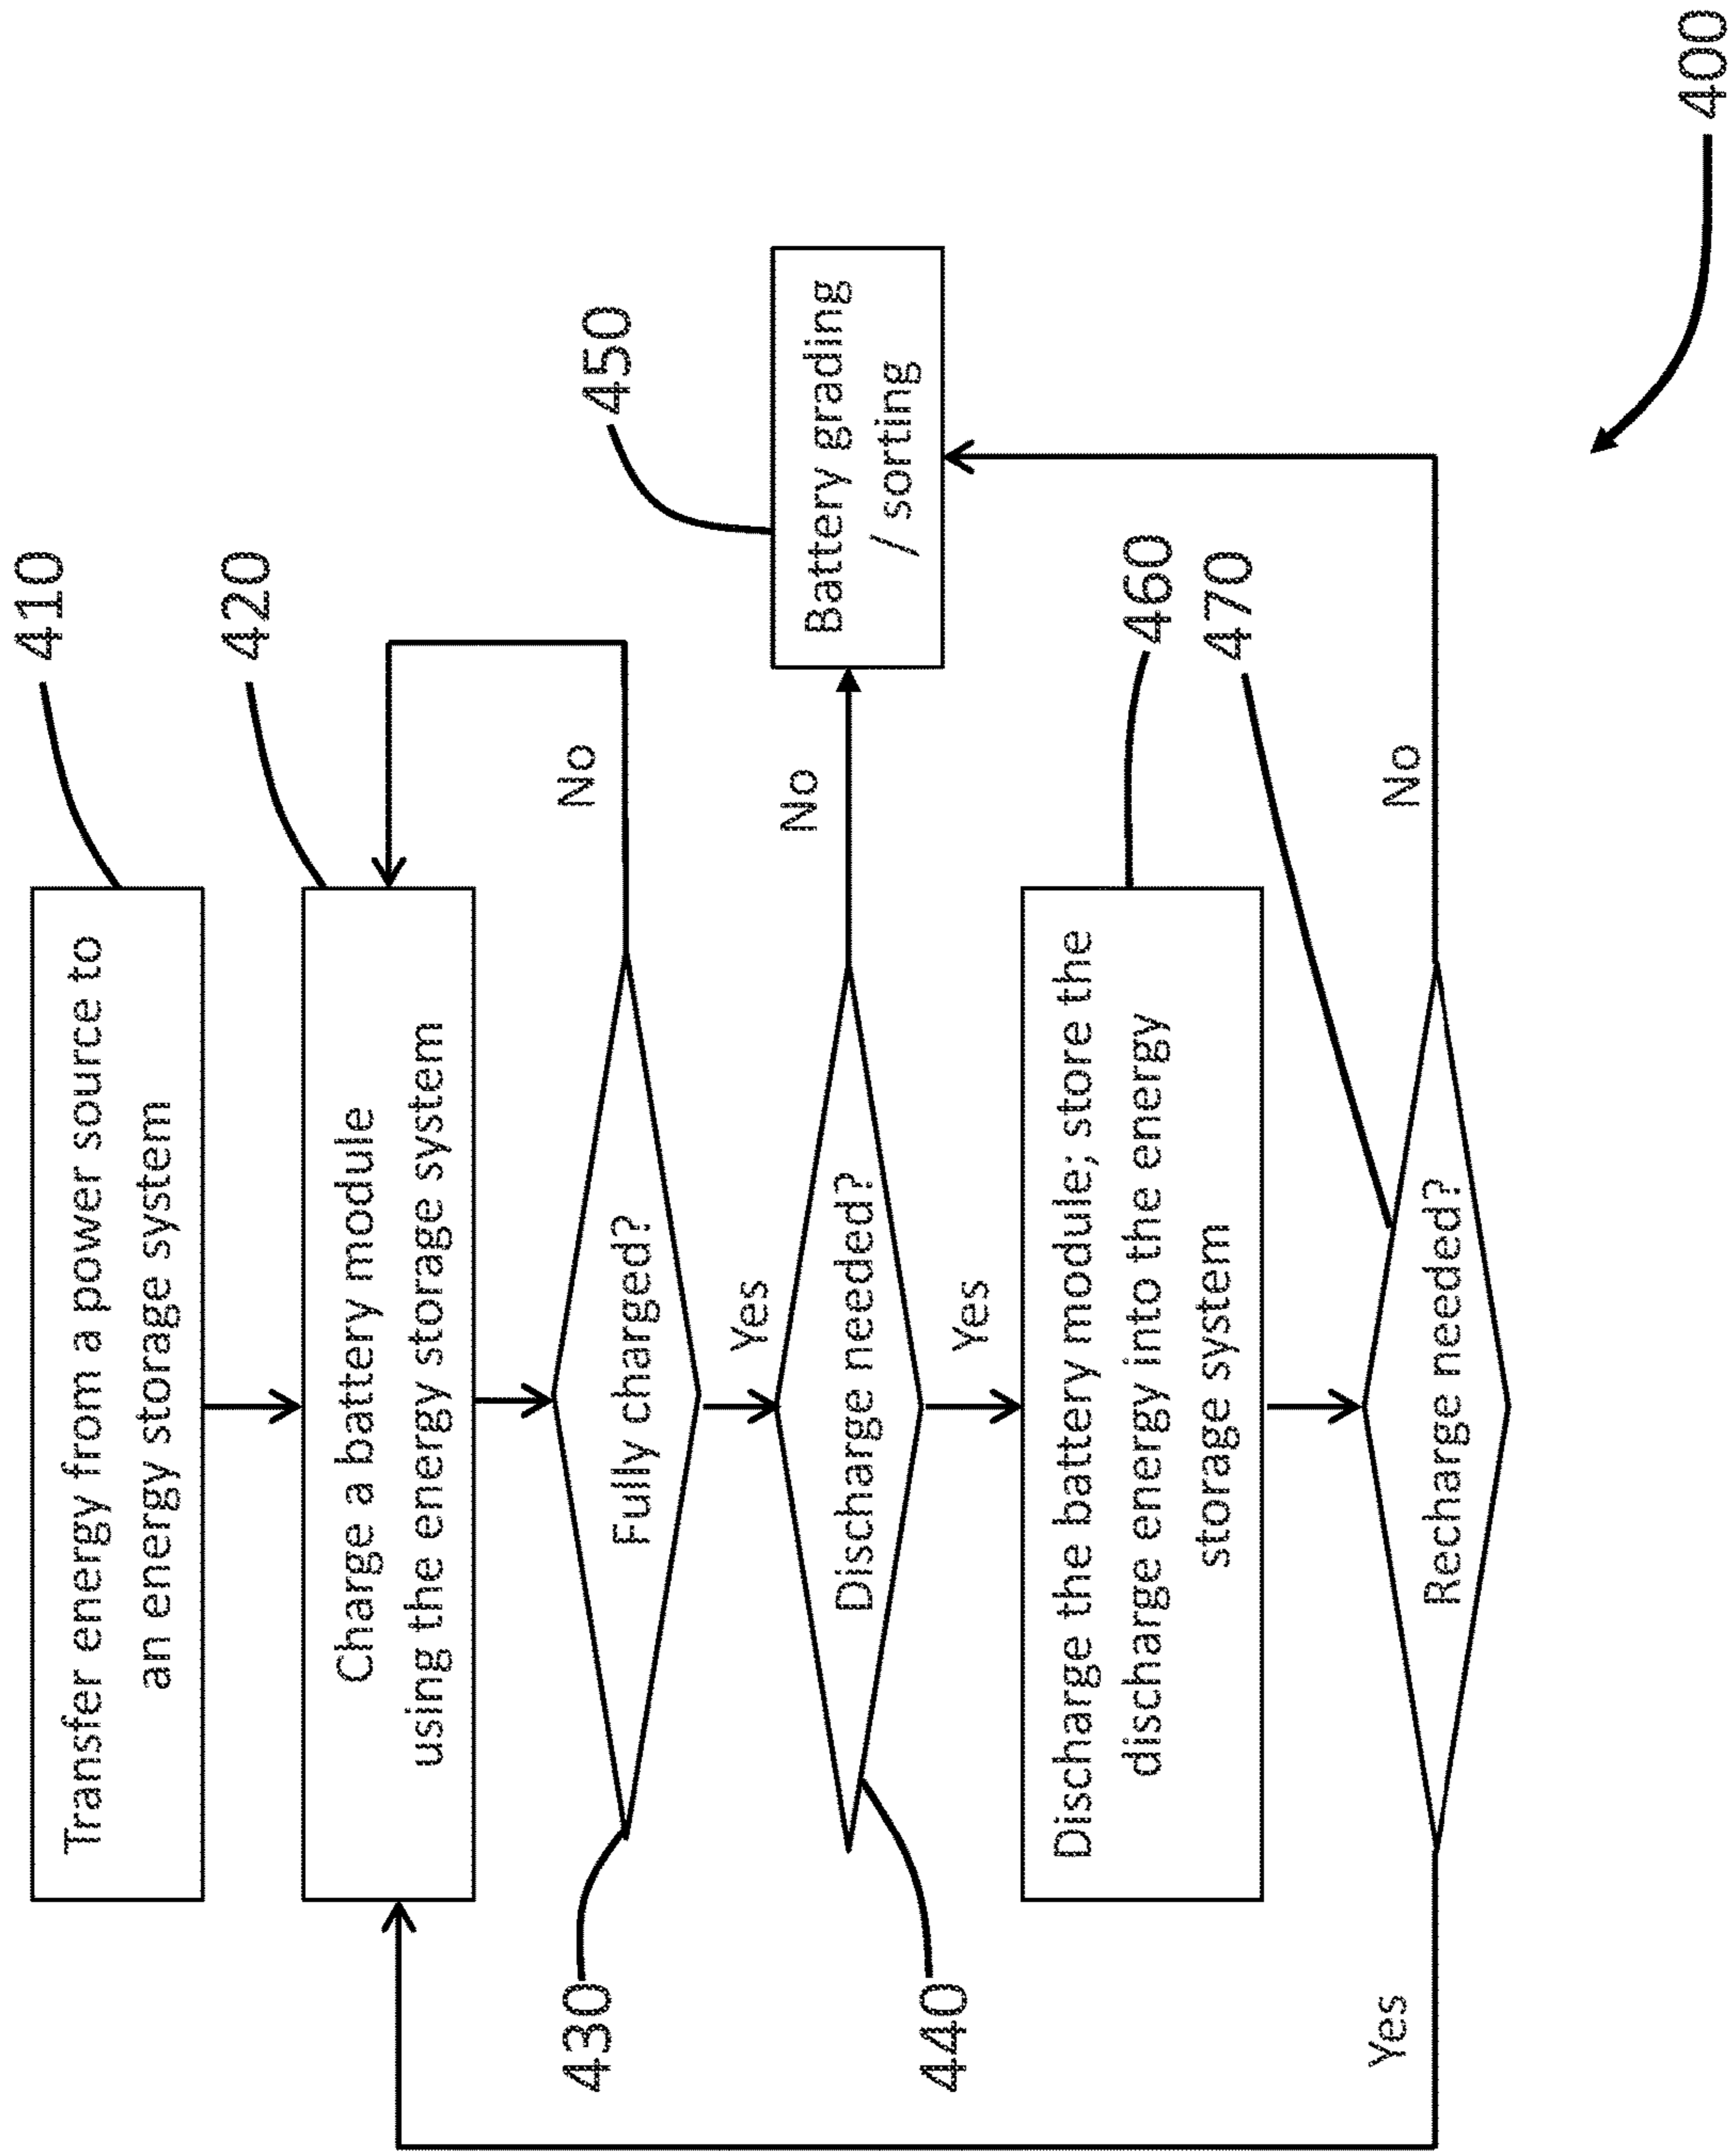 410
Transfer energy from a power source to
an energy storage system
420
Charge a battery module
using the energy storage system
No
430
Fully charged?
Yes
450
Battery grading
/ sorting
No
440
Discharge needed?
Yes
460
Discharge the battery module; store the
discharge energy into the energy
storage system
470
Yes
Recharge needed?
No
400